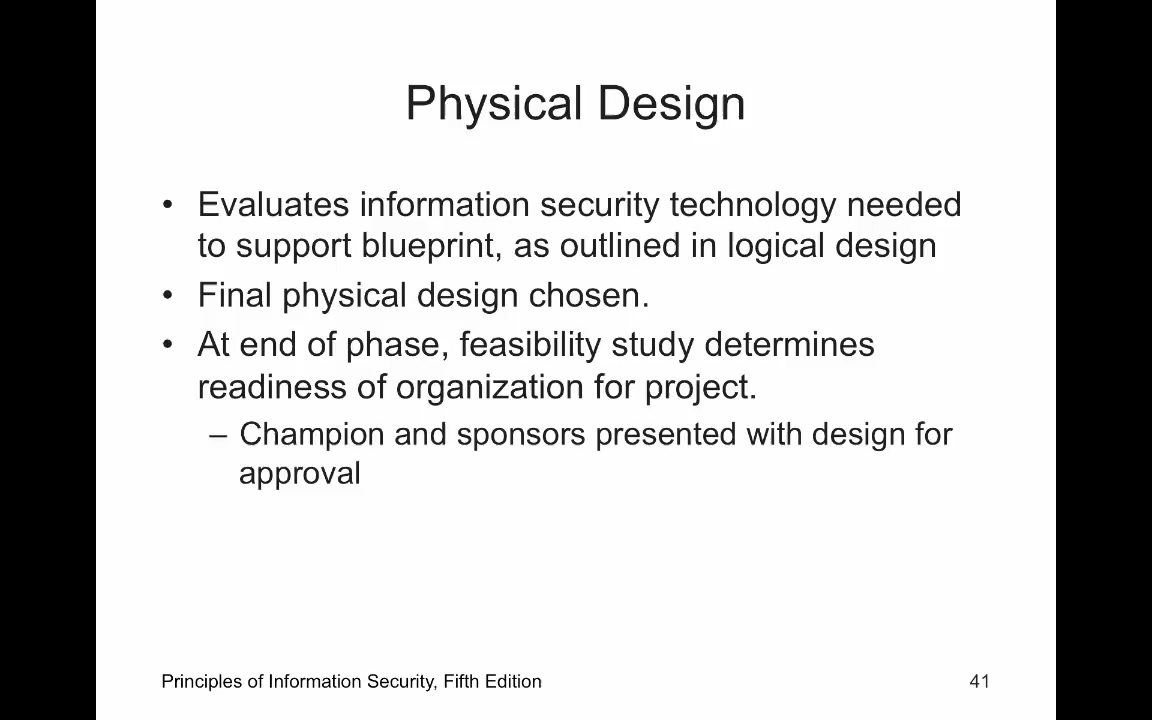 Physical Design
• Evaluates information security technology needed
to support blueprint, as outlined in logical design
• Final physical design chosen.
• At end of phase, feasibility study determines
readiness of organization for project.
– Champion and sponsors presented with design for
approval
Principles of Information Security, Fifth Edition
41